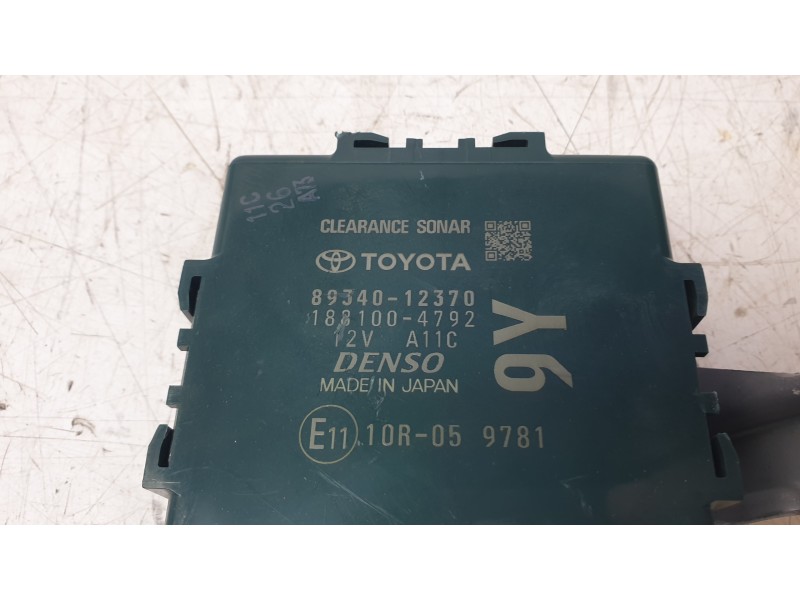 11C
26
A73
CLEARANCE SONAR
TOYOTA
89340-12370
188100-4792
12V A11C
DENSO
MADE IN JAPAN
9Y
E11 10R-05 9781